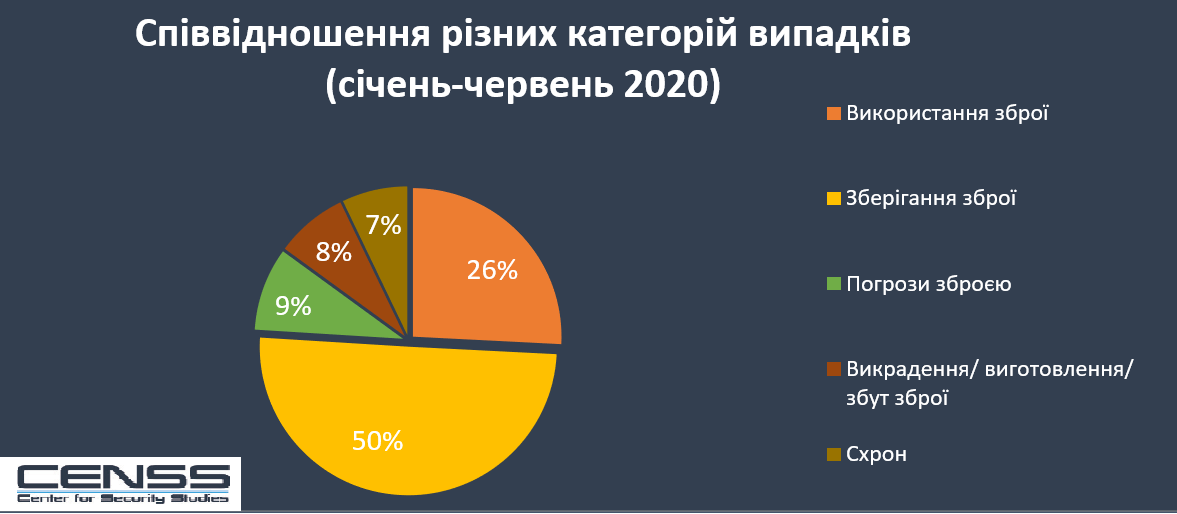 Співвідношення різних категорій випадків
(січень-червень 2020)
Використання зброї
Зберігання зброї
Погрози зброєю
Викрадення/ виготовлення/
збут зброї
Схрон
7%
8%
26%
9%
50%
CENSS
Center for Security Studies